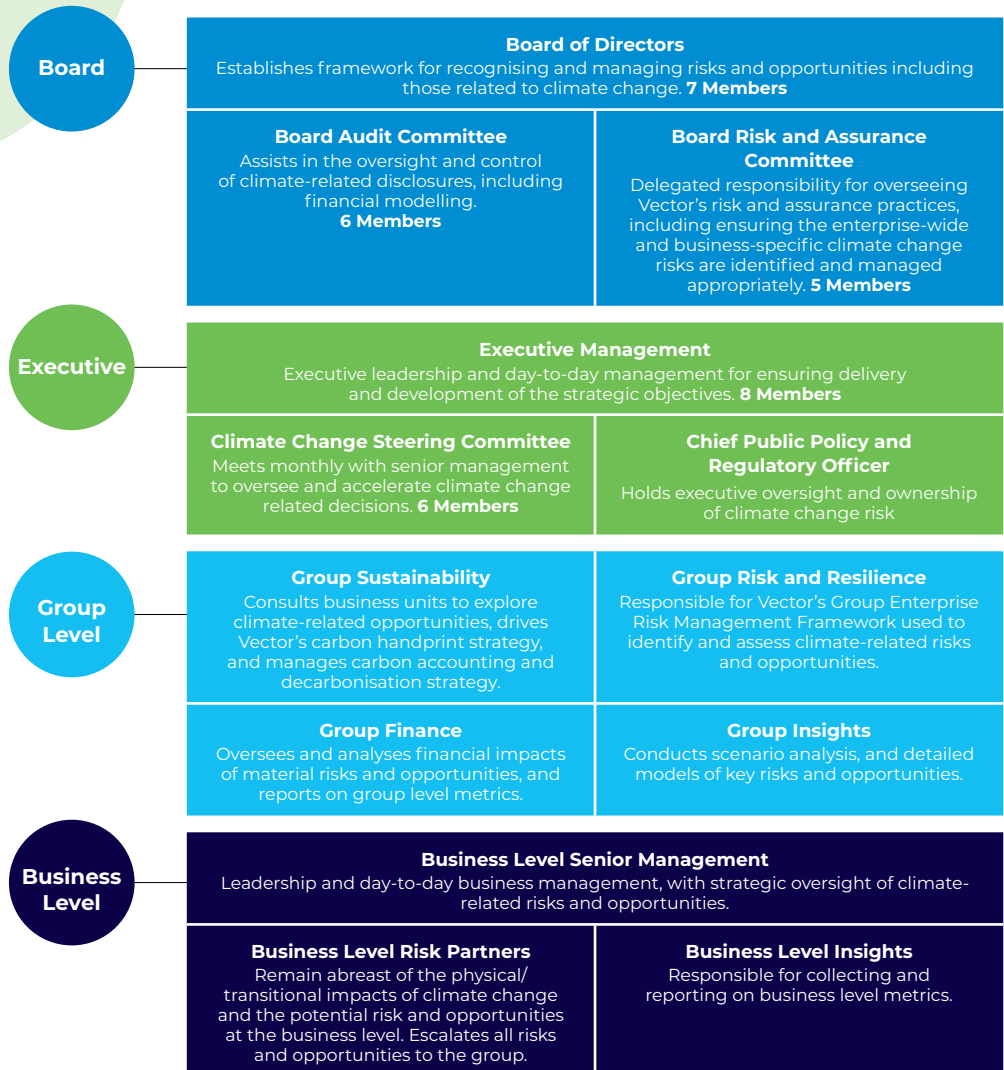 Board
Board of Directors
Establishes framework for recognising and managing risks and opportunities including
those related to climate change. 7 Members
Board Audit Committee
Assists in the oversight and control
of climate-related disclosures, including
financial modelling.
6 Members
Board Risk and Assurance
Committee
Delegated responsibility for overseeing
Vector's risk and assurance practices,
including ensuring the enterprise-wide
and business-specific climate change
risks are identified and managed
appropriately. 5 Members
Executive
Executive Management
Executive leadership and day-to-day management for ensuring delivery
and development of the strategic objectives. 8 Members
Climate Change Steering Committee
Meets monthly with senior management
to oversee and accelerate climate change
related decisions. 6 Members
Chief Public Policy and
Regulatory Officer
Holds executive oversight and ownership
of climate change risk
Group
Level
Group Sustainability
Consults business units to explore
climate-related opportunities, drives
Vector's carbon handprint strategy,
and manages carbon accounting and
decarbonisation strategy.
Group Risk and Resilience
Responsible for Vector's Group Enterprise
Risk Management Framework used to
identify and assess climate-related risks
and opportunities.
Group Finance
Oversees and analyses financial impacts
of material risks and opportunities, and
reports on group level metrics.
Group Insights
Conducts scenario analysis, and detailed
models of key risks and opportunities.
Business
Level
Business Level Senior Management
Leadership and day-to-day business management, with strategic oversight of climate-
related risks and opportunities.
Business Level Risk Partners
Remain abreast of the physical/
transitional impacts of climate change
and the potential risk and opportunities
at the business level. Escalates all risks
and opportunities to the group.
Business Level Insights
Responsible for collecting and
reporting on business level metrics.